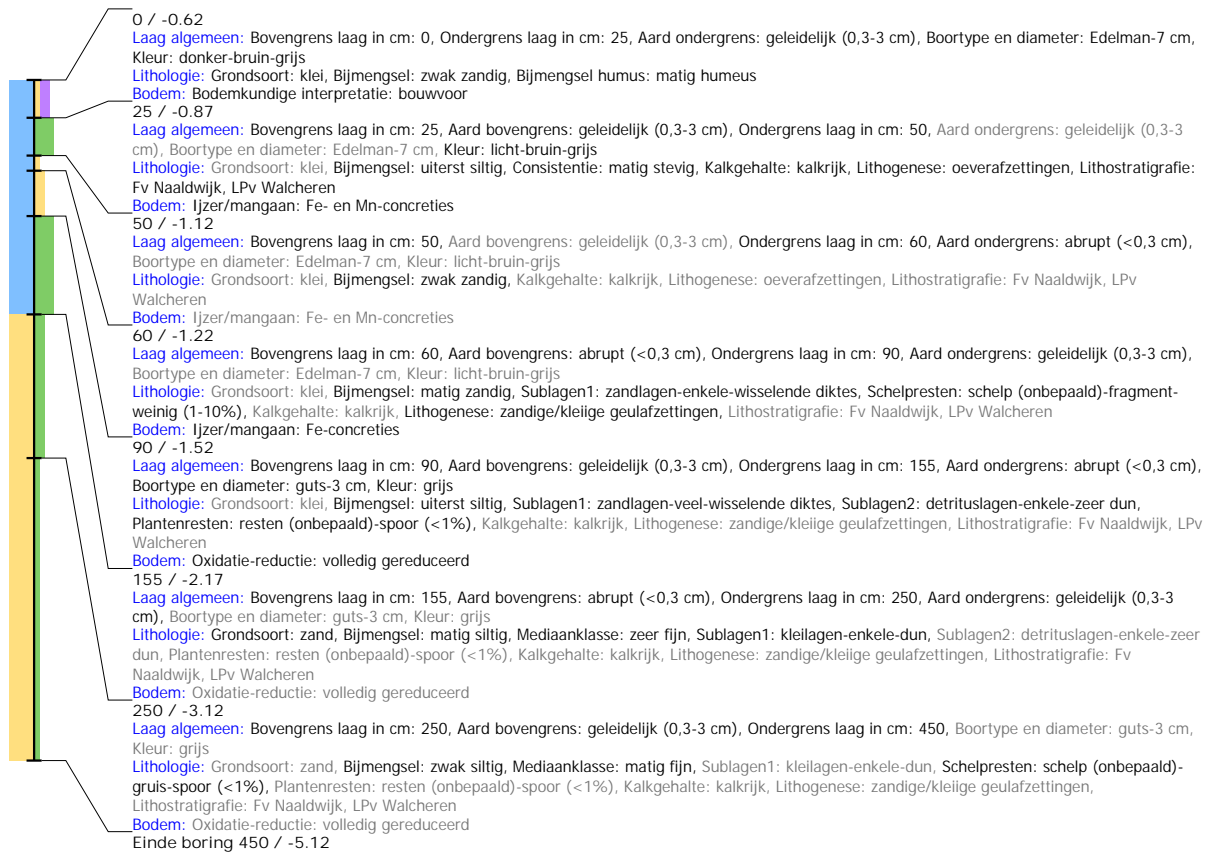 0 / -0.62
Laag algemeen: Bovengrens laag in cm: 0, Ondergrens laag in cm: 25, Aard ondergrens: geleidelijk (0,3-3 cm), Boortype en diameter: Edelman-7 cm,
Kleur: donker-bruin-grijs
Lithologie: Grondsoort: klei, Bijmengsel: zwak zandig, Bijmengsel humus: matig humeus
Bodem: Bodemkundige interpretatie: bouwvoor
25 / -0.87
Laag algemeen: Bovengrens laag in cm: 25, Aard bovengrens: geleidelijk (0,3-3 cm), Ondergrens laag in cm: 50, Aard ondergrens: geleidelijk (0,3-3
cm), Boortype en diameter: Edelman-7 cm, Kleur: licht-bruin-grijs
Lithologie: Grondsoort: klei, Bijmengsel: uiterst siltig, Consistentie: matig stevig, Kalkgehalte: kalkrijk, Lithogenese: oeverafzettingen, Lithostratigrafie:
Fv Naaldwijk, LPv Walcheren
Bodem: Ijzer/mangaan: Fe- en Mn-concreties
50 / -1.12
Laag algemeen: Bovengrens laag in cm: 50, Aard bovengrens: geleidelijk (0,3-3 cm), Ondergrens laag in cm: 60, Aard ondergrens: abrupt (<0,3 cm),
Boortype en diameter: Edelman-7 cm, Kleur: licht-bruin-grijs
Lithologie: Grondsoort: klei, Bijmengsel: zwak zandig, Kalkgehalte: kalkrijk, Lithogenese: oeverafzettingen, Lithostratigrafie: Fv Naaldwijk, LPv
Walcheren
Bodem: Ijzer/mangaan: Fe- en Mn-concreties
60 / -1.22
Laag algemeen: Bovengrens laag in cm: 60, Aard bovengrens: abrupt (<0,3 cm), Ondergrens laag in cm: 90, Aard ondergrens: geleidelijk (0,3-3 cm),
Boortype en diameter: Edelman-7 cm, Kleur: licht-bruin-grijs
Lithologie: Grondsoort: klei, Bijmengsel: matig zandig, Sublagen1: zandlagen-enkele-wisselende diktes, Schelpresten: schelp (onbepaald)-fragment-
weinig (1-10%), Kalkgehalte: kalkrijk, Lithogenese: zandige/kleiige geulafzettingen, Lithostratigrafie: Fv Naaldwijk, LPv Walcheren
Bodem: Ijzer/mangaan: Fe-concreties
90 / -1.52
Laag algemeen: Bovengrens laag in cm: 90, Aard bovengrens: geleidelijk (0,3-3 cm), Ondergrens laag in cm: 155, Aard ondergrens: abrupt (<0,3 cm),
Boortype en diameter: guts-3 cm, Kleur: grijs
Lithologie: Grondsoort: klei, Bijmengsel: uiterst siltig, Sublagen1: zandlagen-veel-wisselende diktes, Sublagen2: detrituslagen-enkele-zeer dun,
Plantenresten: resten (onbepaald)-spoor (<1%), Kalkgehalte: kalkrijk, Lithogenese: zandige/kleiige geulafzettingen, Lithostratigrafie: Fv Naaldwijk, LPv
Walcheren
Bodem: Oxidatie-reductie: volledig gereduceerd
155 / -2.17
Laag algemeen: Bovengrens laag in cm: 155, Aard bovengrens: abrupt (<0,3 cm), Ondergrens laag in cm: 250, Aard ondergrens: geleidelijk (0,3-3
cm), Boortype en diameter: guts-3 cm, Kleur: grijs
Lithologie: Grondsoort: zand, Bijmengsel: matig siltig, Mediaanklasse: zeer fijn, Sublagen1: kleilagen-enkele-dun, Sublagen2: detrituslagen-enkele-zeer
dun, Plantenresten: resten (onbepaald)-spoor (<1%), Kalkgehalte: kalkrijk, Lithogenese: zandige/kleiige geulafzettingen, Lithostratigrafie: Fv
Naaldwijk, LPv Walcheren
Bodem: Oxidatie-reductie: volledig gereduceerd
250 / -3.12
Laag algemeen: Bovengrens laag in cm: 250, Aard bovengrens: geleidelijk (0,3-3 cm), Ondergrens laag in cm: 450, Boortype en diameter: guts-3 cm,
Kleur: grijs
Lithologie: Grondsoort: zand, Bijmengsel: zwak siltig, Mediaanklasse: matig fijn, Sublagen1: kleilagen-enkele-dun, Schelpresten: schelp (onbepaald)-
gruis-spoor (<1%), Plantenresten: resten (onbepaald)-spoor (<1%), Kalkgehalte: kalkrijk, Lithogenese: zandige/kleiige geulafzettingen,
Lithostratigrafie: Fv Naaldwijk, LPv Walcheren
Bodem: Oxidatie-reductie: volledig gereduceerd
Einde boring 450 / -5.12